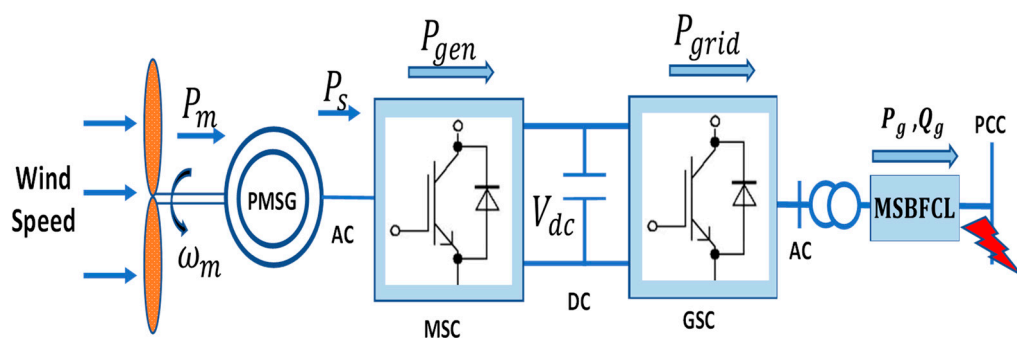 Wind
Speed
P_m
ω_m
PMSG
P_s
AC
P_gen
MSC
V_dc
DC
P_grid
GSC
AC
P_g ,Q_g
MSBFCL
PCC